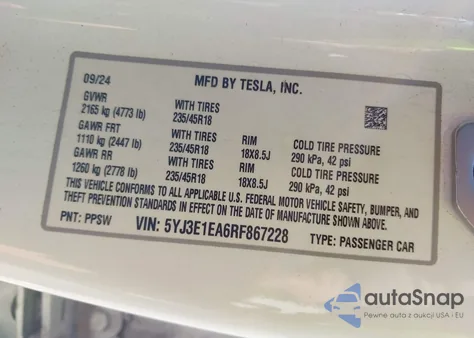 09/24 MFD BY TESLA, INC.
GVWR
2165 kg (4773 lb) WITH TIRES
235/45R18
GAWR FRT
1110 kg (2447 lb) WITH TIRES
235/45R18 RIM
18X8.5J COLD TIRE PRESSURE
290 kPa, 42 psi
GAWR RR
1260 kg (2778 lb) WITH TIRES
235/45R18 RIM
18X8.5J COLD TIRE PRESSURE
290 kPa, 42 psi
THIS VEHICLE CONFORMS TO ALL APPLICABLE U.S. FEDERAL MOTOR VEHICLE SAFETY, BUMPER, AND
THEFT PREVENTION STANDARDS IN EFFECT ON THE DATE OF MANUFACTURE SHOWN ABOVE.
PNT: PPSW VIN: 5YJ3E1EA6RF867228 TYPE: PASSENGER CAR
autoSnap
Pewne auta z aukcji USA i EU